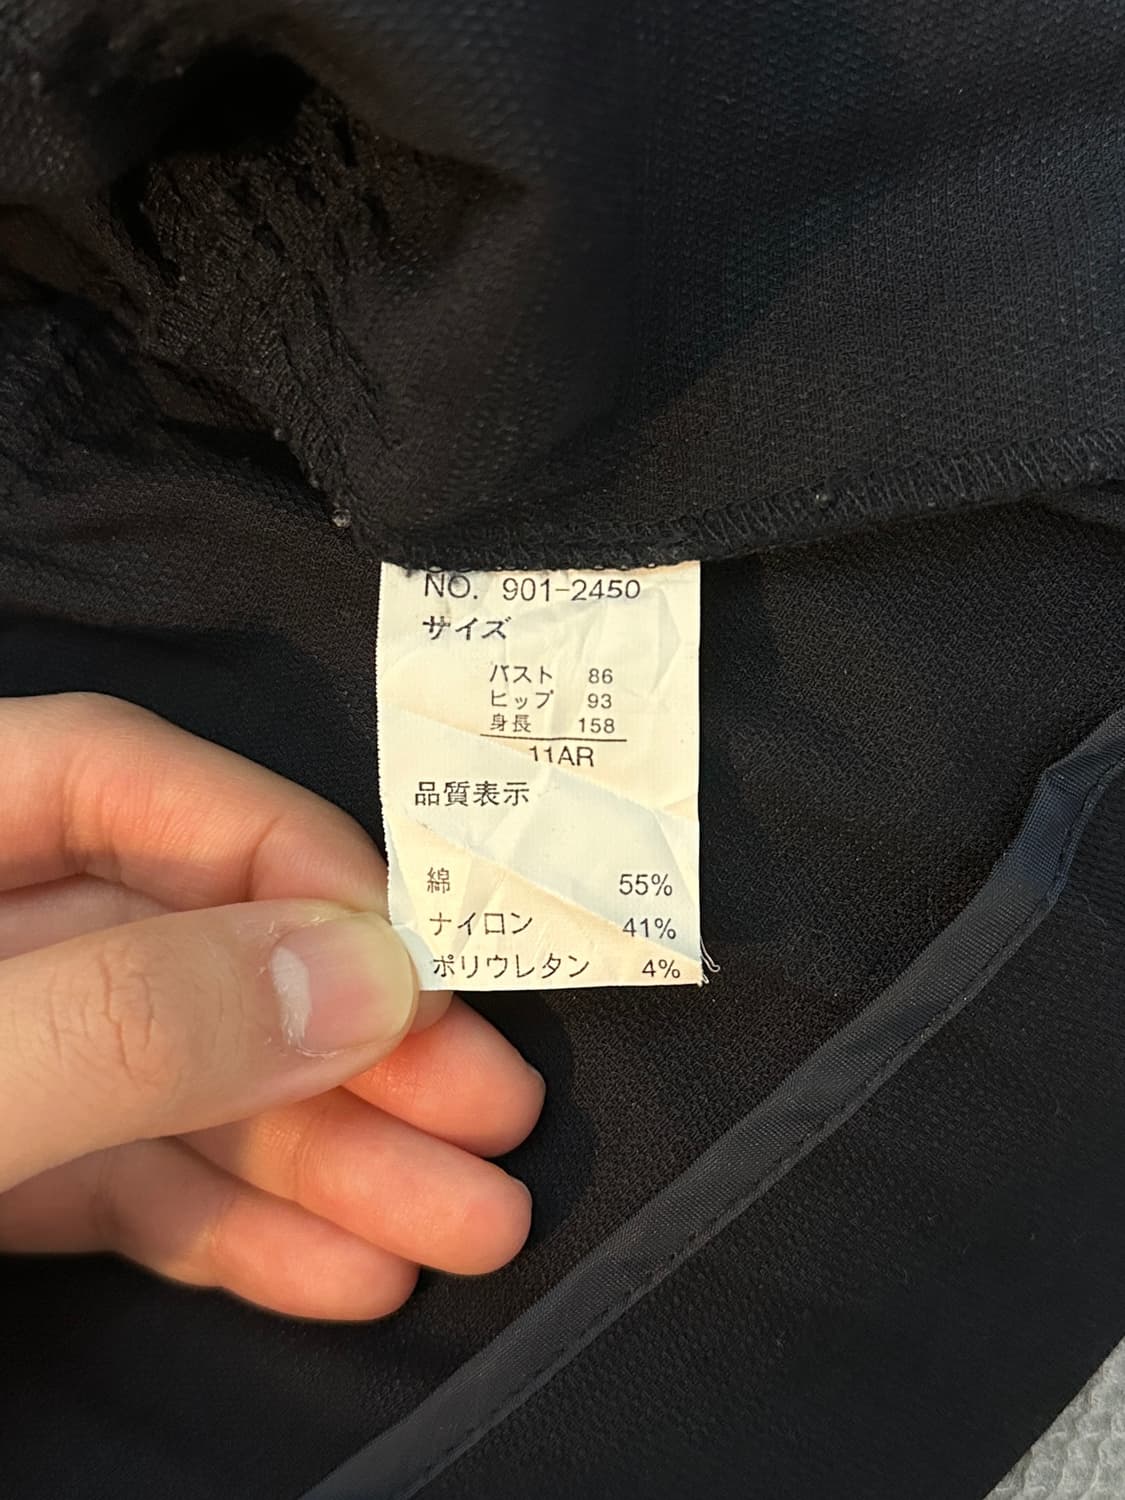 NO. 901-2450
サイズ
バスト 86
ヒップ 93
身長 158
11AR
品質表示
綿 55%
ナイロン 41%
ポリウレタン 4%